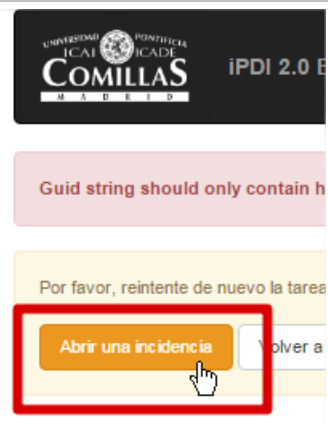 UNIVERSIDAD PONTIFICIA
ICAI ICADE
COMILLAS
MADRID
iPDI 2.0
Guid string should only contain h
Por favor, reintente de nuevo la tarea
Abrir una incidencia
Volver a